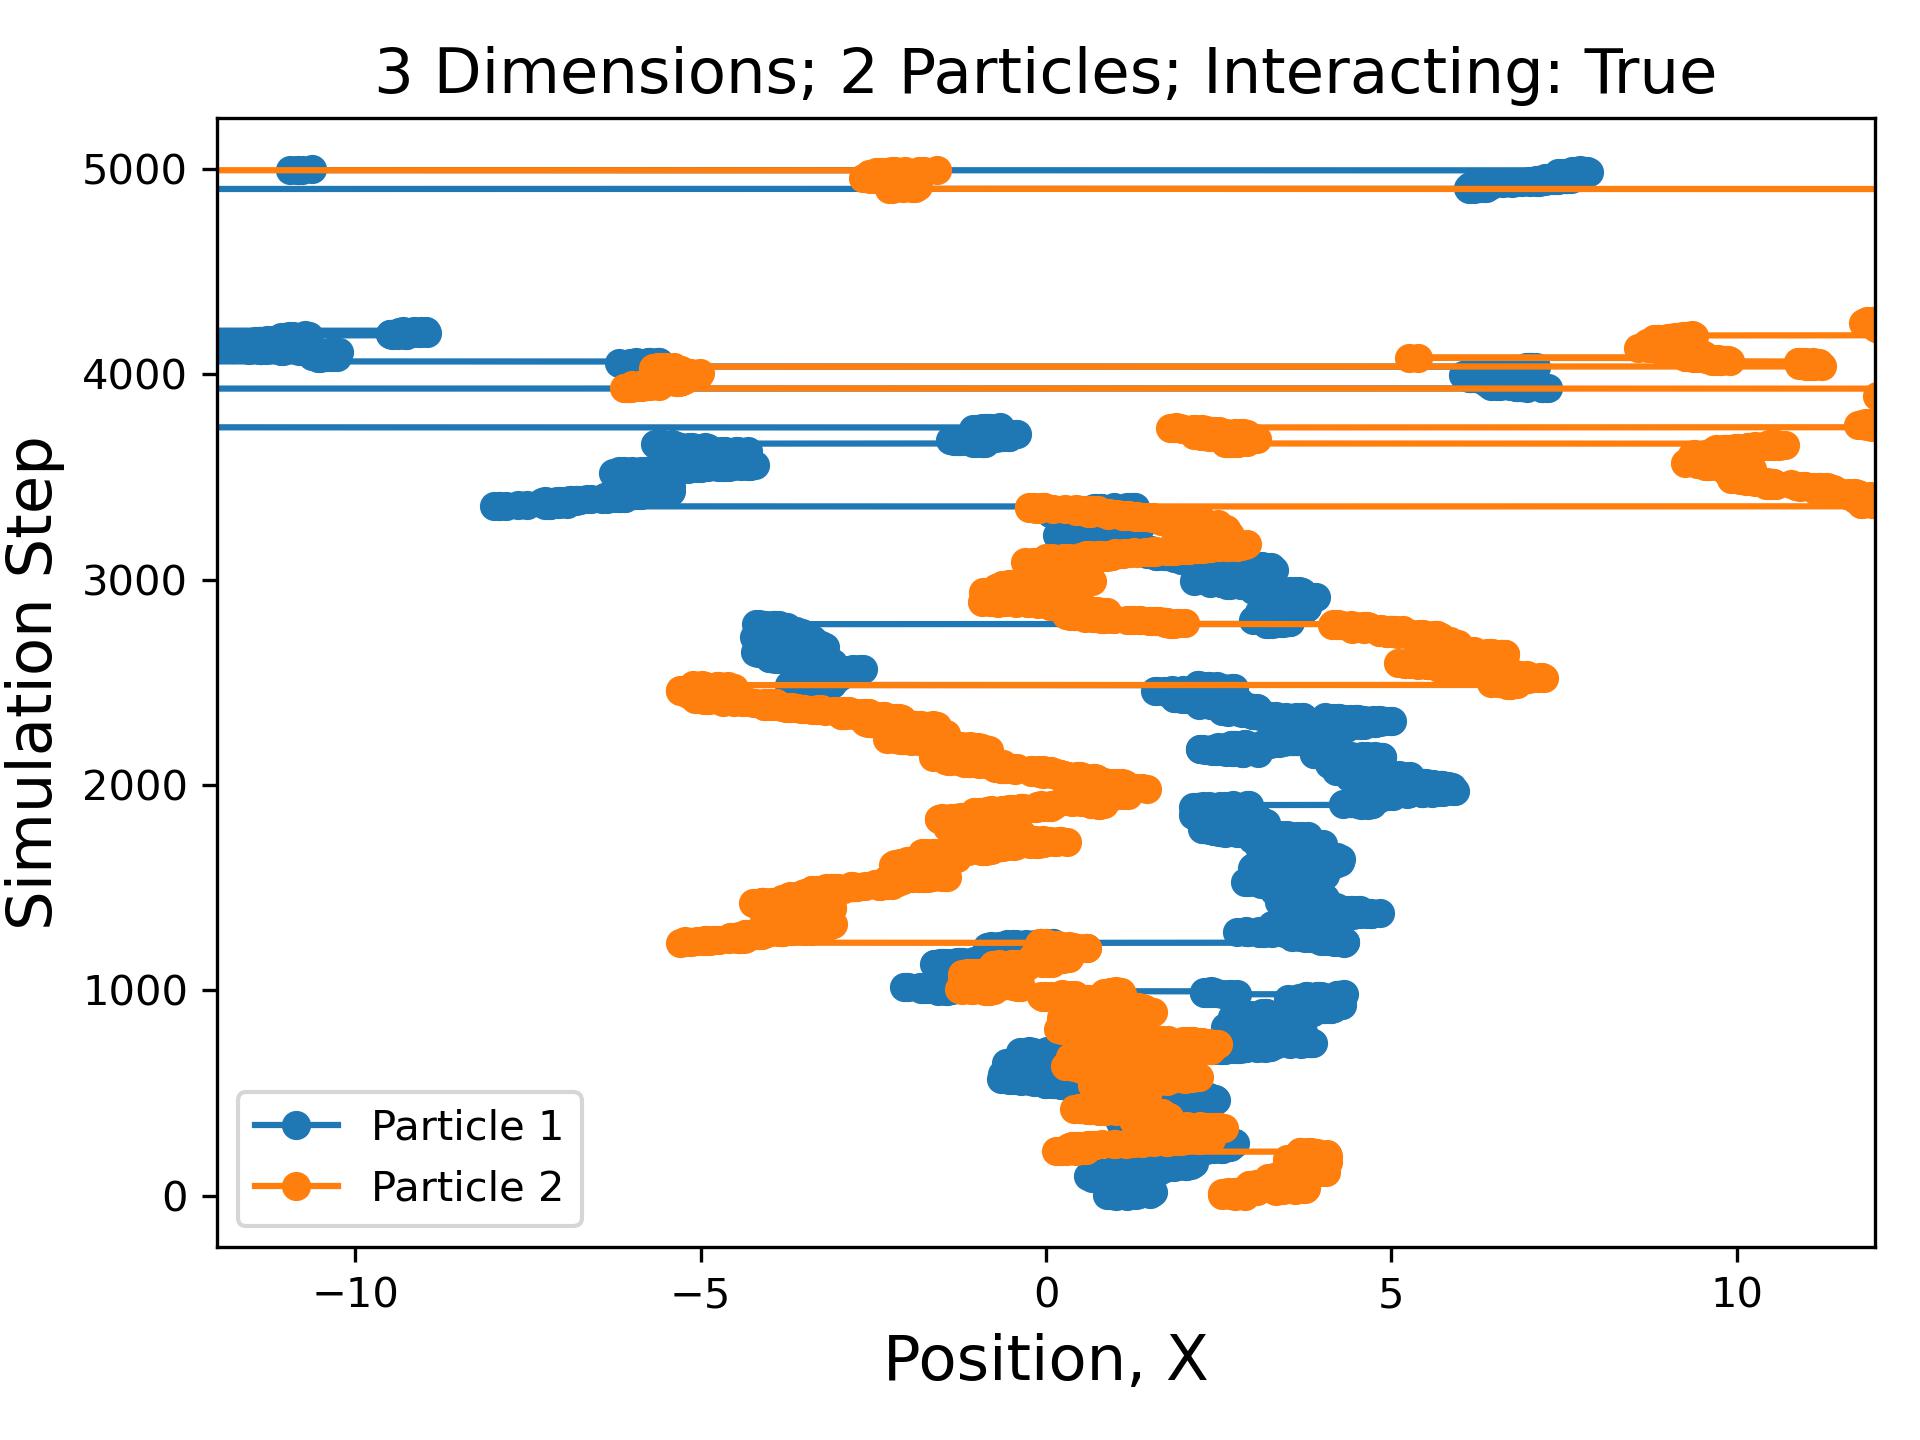 3 Dimensions; 2 Particles; Interacting: True
Simulation Step
5000
4000
3000
2000
1000
0
Particle 1
Particle 2
−10
−5
0
5
10
Position, X